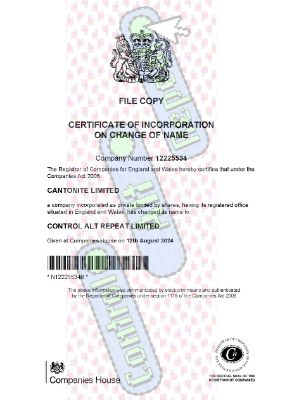 FILE COPY
CERTIFICATE OF INCORPORATION
ON CHANGE OF NAME
Company Number 12225534
The Registrar of Companies for England and Wales hereby certifies that under the
Companies Act 2006:
CANTONITE LIMITED
a company incorporated as private limited by shares, having its registered office
situated in England and Wales, has changed its name to:
CONTROL ALT REPEAT LIMITED
Given at Companies House on 12th August 2024
The above information was communicated by electronic means and authenticated
by the Registrar of Companies under section 1115 of the Companies Act 2006
Companies House
THE OFFICIAL SEAL OF THE
REGISTRAR OF COMPANIES
Control
Alt
Repeat